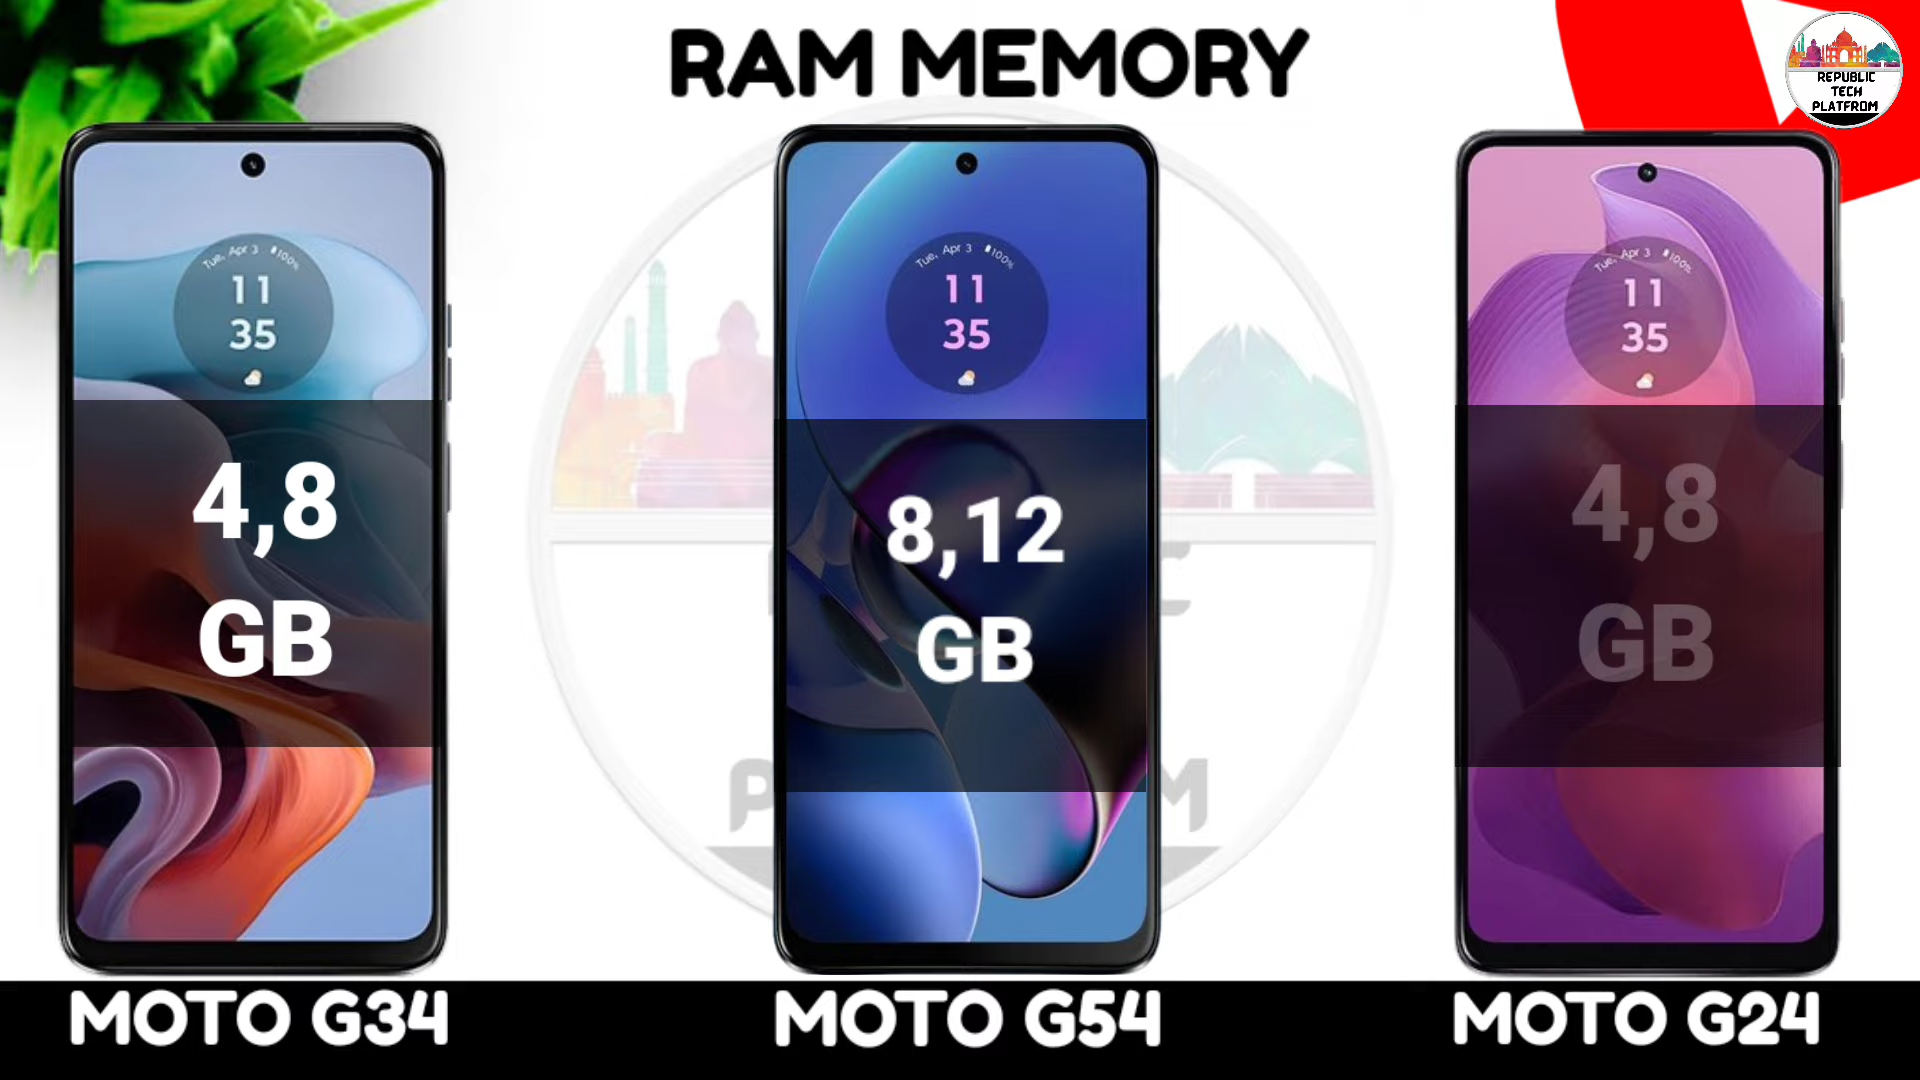 RAM MEMORY
REPUBLIC
TECH
PLATFROM
Tue, Apr 3 100%
11
35
4,8
GB
Tue, Apr 3 100%
11
35
8,12
GB
Tue, Apr 3 100%
11
35
4,8
GB
MOTO G34
MOTO G54
MOTO G24